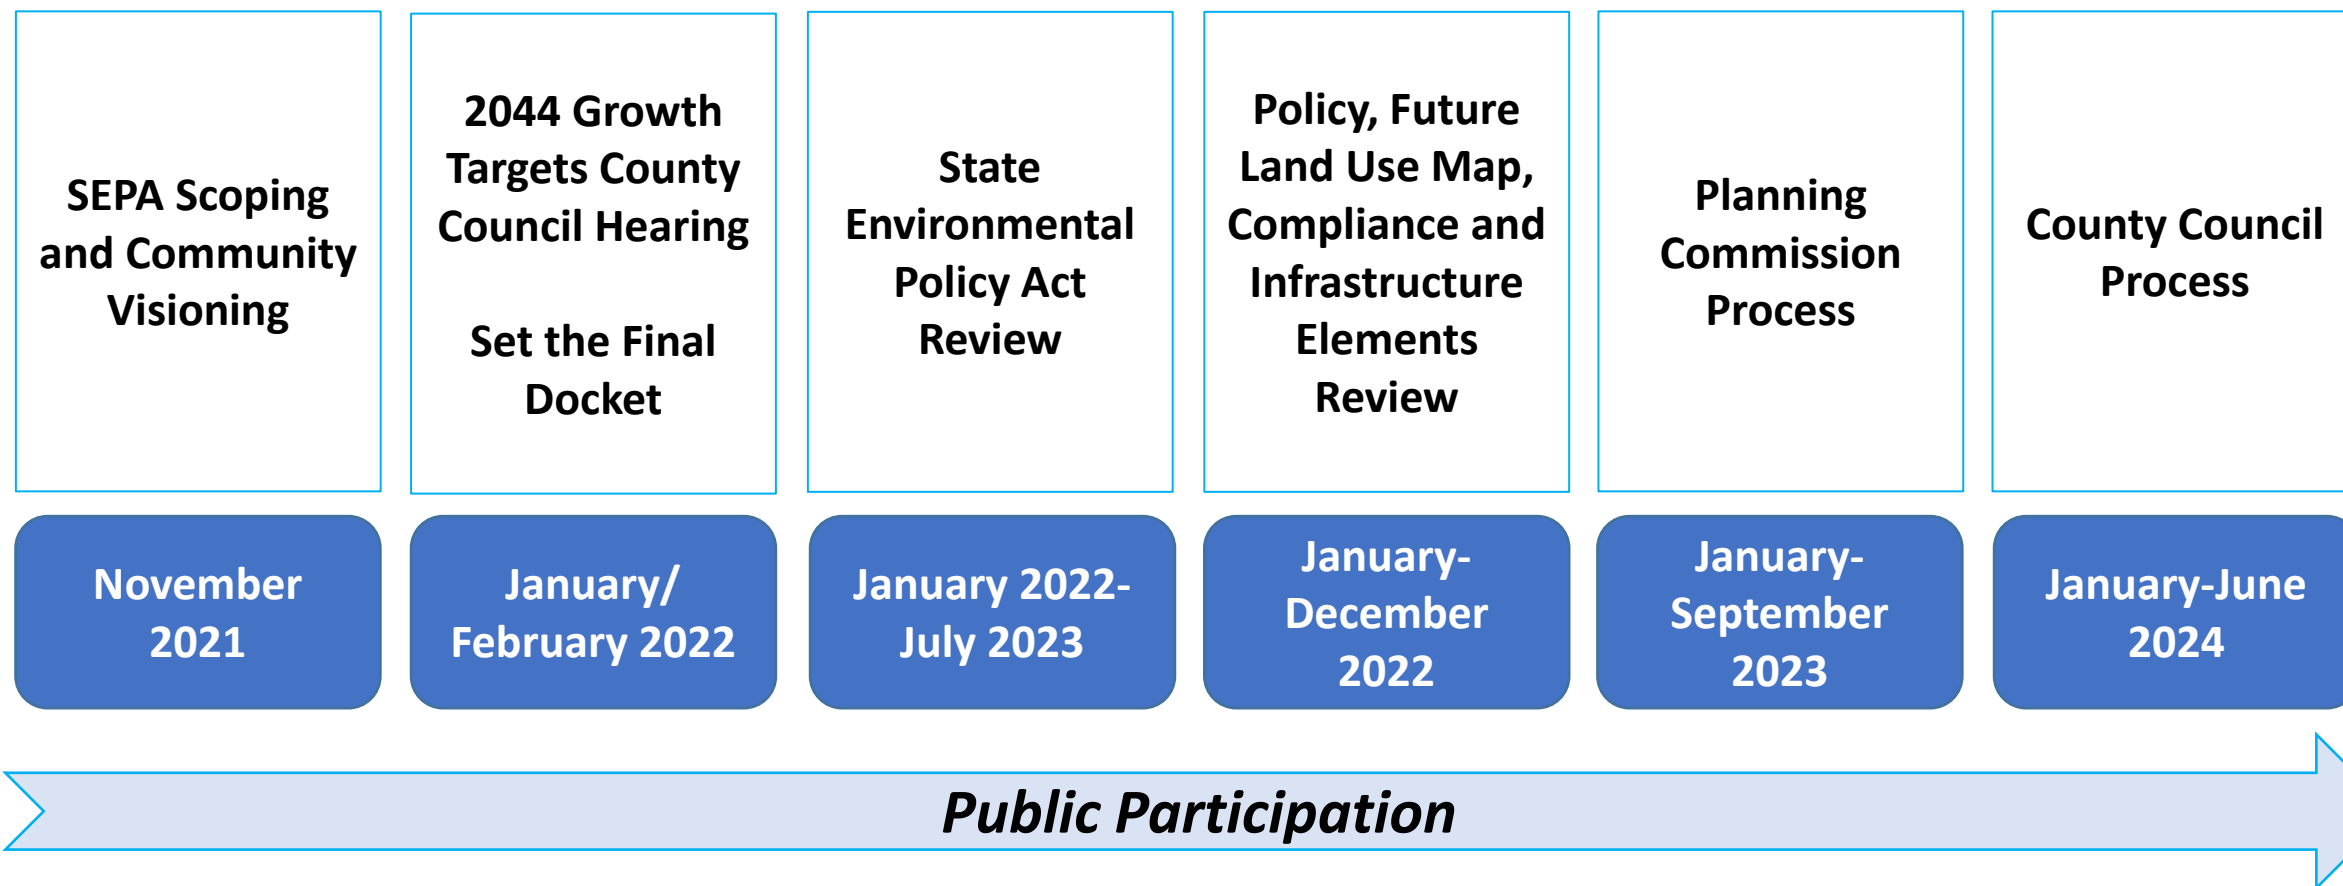 SEPA Scoping
and Community
Visioning
2044 Growth
Targets County
Council Hearing
Set the Final
Docket
State
Environmental
Policy Act
Review
Policy, Future
Land Use Map,
Compliance and
Infrastructure
Elements
Review
Planning
Commission
Process
County Council
Process
November
2021
January/
February 2022
January 2022-
July 2023
January-
December
2022
January-
September
2023
January-June
2024
Public Participation